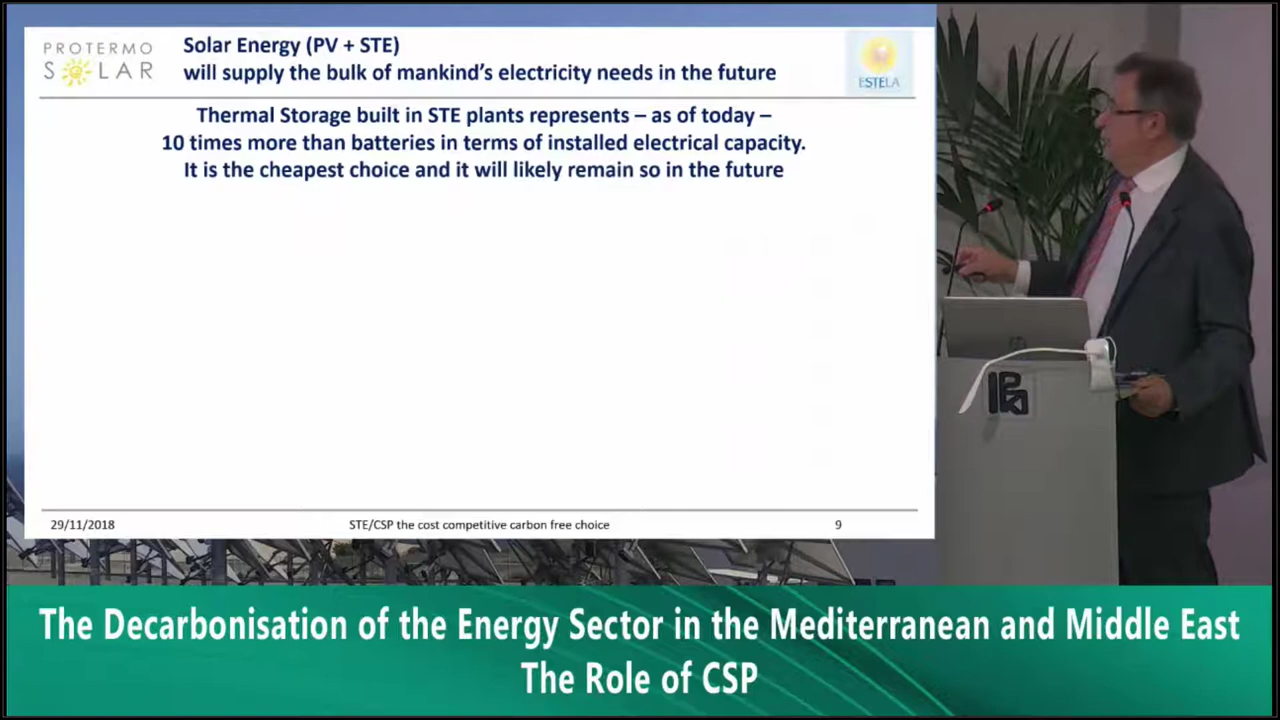 PROTERMO
SOLAR
Solar Energy (PV + STE)
will supply the bulk of mankind's electricity needs in the future
ESTELA
Thermal Storage built in STE plants represents – as of today –
10 times more than batteries in terms of installed electrical capacity.
It is the cheapest choice and it will likely remain so in the future
29/11/2018
STE/CSP the cost competitive carbon free choice
9
The Decarbonisation of the Energy Sector in the Mediterranean and Middle East
The Role of CSP